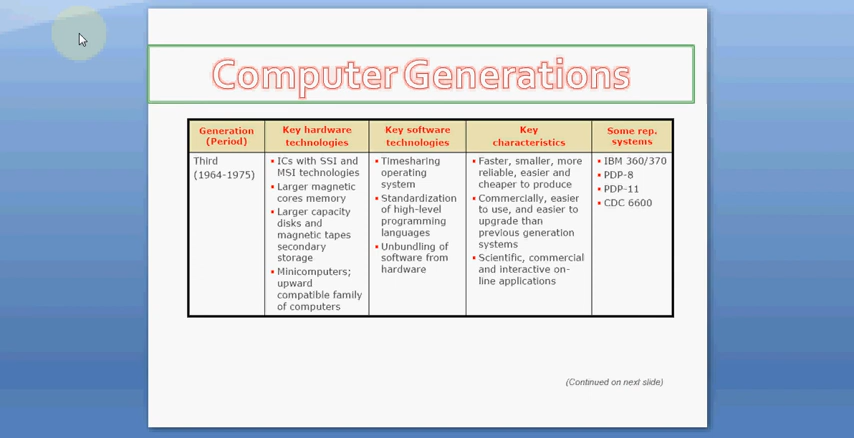 Computer Generations
Generation
(Period)
Key hardware
technologies
Key software
technologies
Key
characteristics
Some rep.
systems
Third
(1964-1975)
▪ ICs with SSI and
MSI technologies
▪ Larger magnetic
cores memory
▪ Larger capacity
disks and
magnetic tapes
secondary
storage
▪ Minicomputers;
upward
compatible family
of computers
▪ Timesharing
operating
system
▪ Standardization
of high-level
programming
languages
▪ Unbundling of
software from
hardware
▪ Faster, smaller, more
reliable, easier and
cheaper to produce
▪ Commercially, easier
to use, and easier to
upgrade than
previous generation
systems
▪ Scientific, commercial
and interactive on-
line applications
▪ IBM 360/370
▪ PDP-8
▪ PDP-11
▪ CDC 6600
(Continued on next slide)